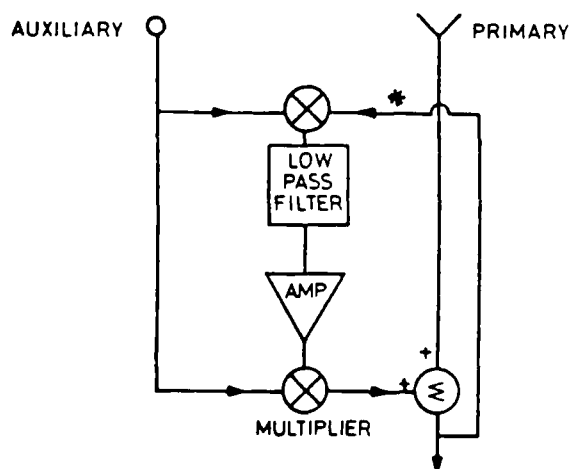 AUXILIARY
PRIMARY
*
LOW
PASS
FILTER
AMP
+
+
Σ
MULTIPLIER